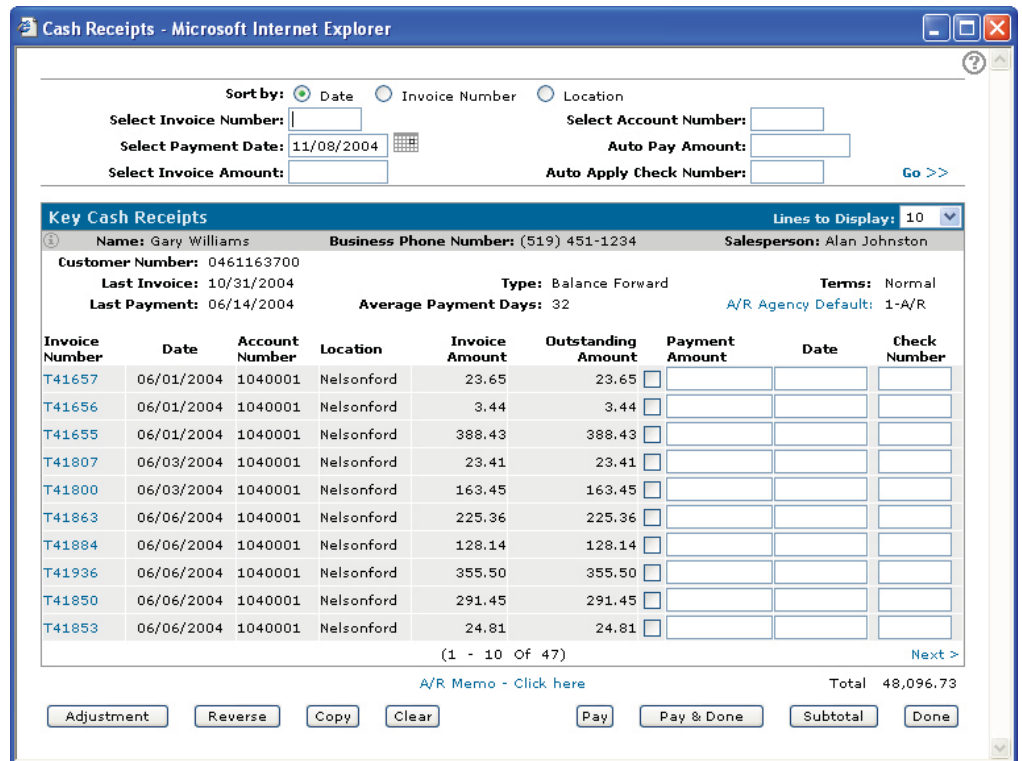 Cash Receipts - Microsoft Internet Explorer
?
Sort by: Date Invoice Number Location
Select Invoice Number: Select Account Number:
Select Payment Date: 11/08/2004 Auto Pay Amount:
Select Invoice Amount: Auto Apply Check Number: Go >>
Key Cash Receipts Lines to Display: 10
i Name: Gary Williams Business Phone Number: (519) 451-1234 Salesperson: Alan Johnston
Customer Number: 0461163700
Last Invoice: 10/31/2004 Type: Balance Forward Terms: Normal
Last Payment: 06/14/2004 Average Payment Days: 32 A/R Agency Default: 1-A/R
Invoice Number Date Account Number Location Invoice Amount Outstanding Amount Payment Amount Date Check Number
T41657 06/01/2004 1040001 Nelsonford 23.65 23.65
T41656 06/01/2004 1040001 Nelsonford 3.44 3.44
T41655 06/01/2004 1040001 Nelsonford 388.43 388.43
T41807 06/03/2004 1040001 Nelsonford 23.41 23.41
T41800 06/03/2004 1040001 Nelsonford 163.45 163.45
T41863 06/06/2004 1040001 Nelsonford 225.36 225.36
T41884 06/06/2004 1040001 Nelsonford 128.14 128.14
T41936 06/06/2004 1040001 Nelsonford 355.50 355.50
T41850 06/06/2004 1040001 Nelsonford 291.45 291.45
T41853 06/06/2004 1040001 Nelsonford 24.81 24.81
(1 - 10 Of 47) Next >
A/R Memo - Click here Total 48,096.73
Adjustment Reverse Copy Clear Pay Pay & Done Subtotal Done